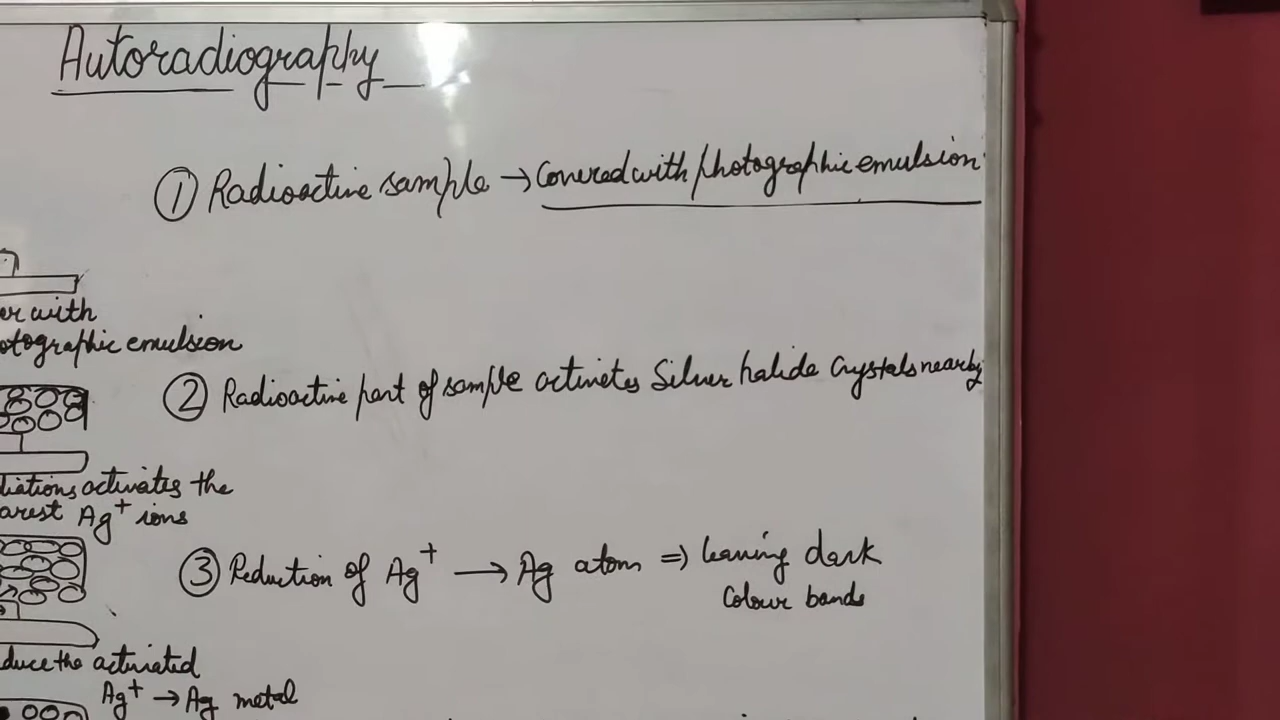 Autoradiography
① Radioactive sample → Covered with photographic emulsion
er with
otographic emulsion
② Radioactive part of sample activates Silver halide Crystals nearby
diations activates the
arest Ag+ ions
③ Reduction of Ag+ → Ag atom ⇒ leaving dark
Colour bands
duce the activated
Ag+ → Ag metal